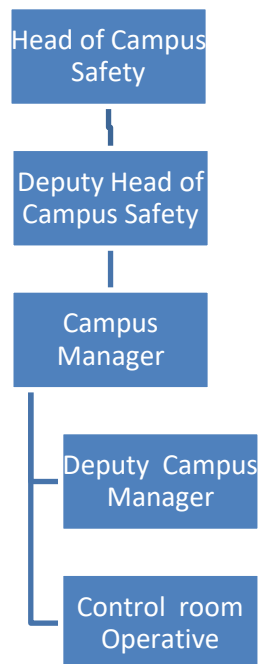 Head of Campus
Safety
Deputy Head of
Campus Safety
Campus
Manager
Deputy Campus
Manager
Control room
Operative